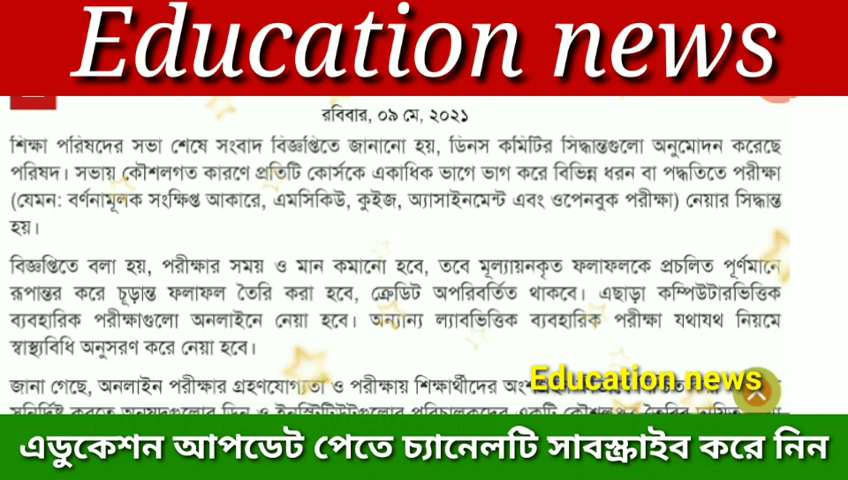 Education news
রবিবার, ০৯ মে, ২০২১
শিক্ষা পরিষদের সভা শেষে সংবাদ বিজ্ঞপ্তিতে জানানো হয়, ডিনস কমিটির সিদ্ধান্তগুলো অনুমোদন করেছে
পরিষদ। সভায় কৌশলগত কারণে প্রতিটি কোর্সকে একাধিক ভাগে ভাগ করে বিভিন্ন ধরন বা পদ্ধতিতে পরীক্ষা
(যেমন: বর্ণনামূলক সংক্ষিপ্ত আকারে, এমসিকিউ, কুইজ, অ্যাসাইনমেন্ট এবং ওপেনবুক পরীক্ষা) নেয়ার সিদ্ধান্ত
হয়।
বিজ্ঞপ্তিতে বলা হয়, পরীক্ষার সময় ও মান কমানো হবে, তবে মূল্যায়নকৃত ফলাফলকে প্রচলিত পূর্ণমানে
রূপান্তর করে চূড়ান্ত ফলাফল তৈরি করা হবে, ক্রেডিট অপরিবর্তিত থাকবে। এছাড়া কম্পিউটারভিত্তিক
ব্যবহারিক পরীক্ষাগুলো অনলাইনে নেয়া হবে। অন্যান্য ল্যাবভিত্তিক ব্যবহারিক পরীক্ষা যথাযথ নিয়মে
স্বাস্থ্যবিধি অনুসরণ করে নেয়া হবে।
জানা গেছে, অনলাইন পরীক্ষার গ্রহণযোগ্যতা ও পরীক্ষায় শিক্ষার্থীদের
Education news
এডুকেশন আপডেট পেতে চ্যানেলটি সাবস্ক্রাইব করে নিন